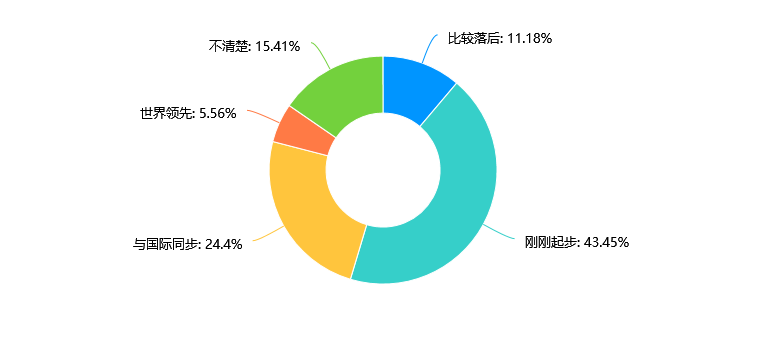 不清楚: 15.41%
比较落后: 11.18%
世界领先: 5.56%
与国际同步: 24.4%
刚刚起步: 43.45%